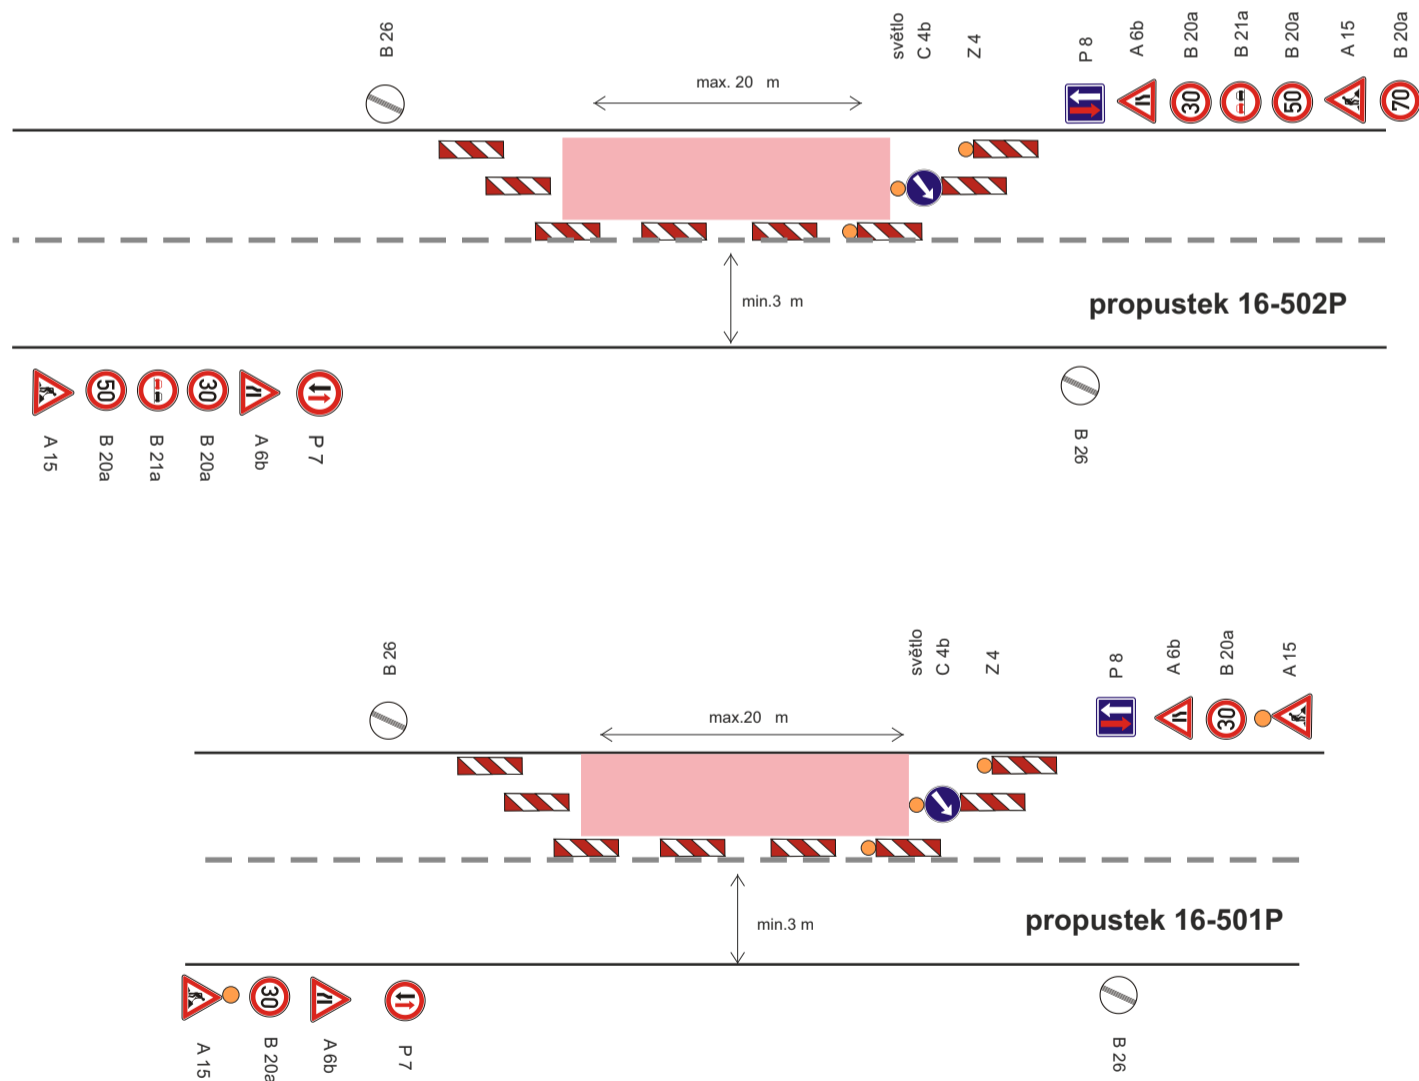 B 26
světlo
C 4b
Z 4
P 8
A 6b
B 20a
B 21a
B 20a
A 15
B 20a
max. 20 m
30
50
70
min.3 m
propustek 16-502P
50
30
A 15
B 20a
B 21a
B 20a
A 6b
P 7
B 26
B 26
světlo
C 4b
Z 4
P 8
A 6b
B 20a
A 15
max.20 m
30
min.3 m
propustek 16-501P
30
A 15
B 20a
A 6b
P 7
B 26